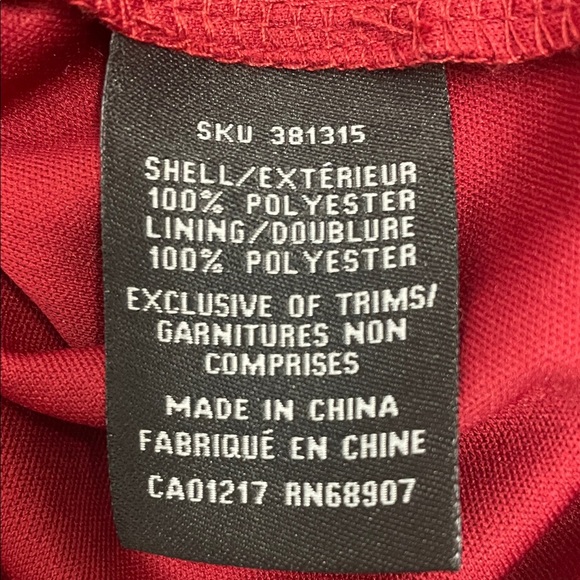 SKU 381315
SHELL/EXTÉRIEUR
100% POLYESTER
LINING/DOUBLURE
100% POLYESTER
EXCLUSIVE OF TRIMS/
GARNITURES NON
COMPRISES
MADE IN CHINA
FABRIQUÉ EN CHINE
CA01217 RN68907